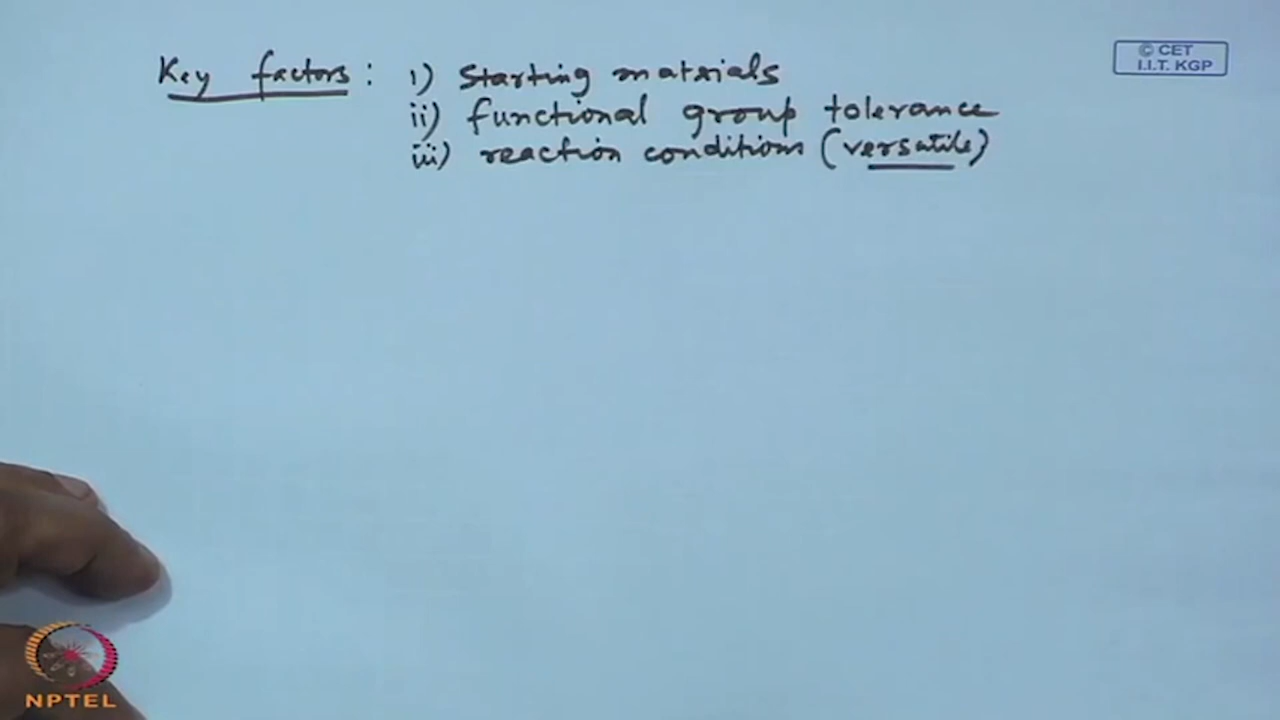 Key factors : i) Starting materials
ii) functional group tolerance
iii) reaction conditions (versatile)
© CET
I.I.T. KGP
NPTEL